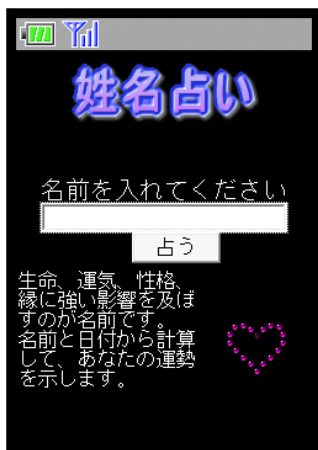 姓名占い
名前を入れてください
占う
生命、運気、性格、
縁に強い影響を及ぼ
すのが名前です。
名前と日付から計算
して、あなたの運勢
を示します。